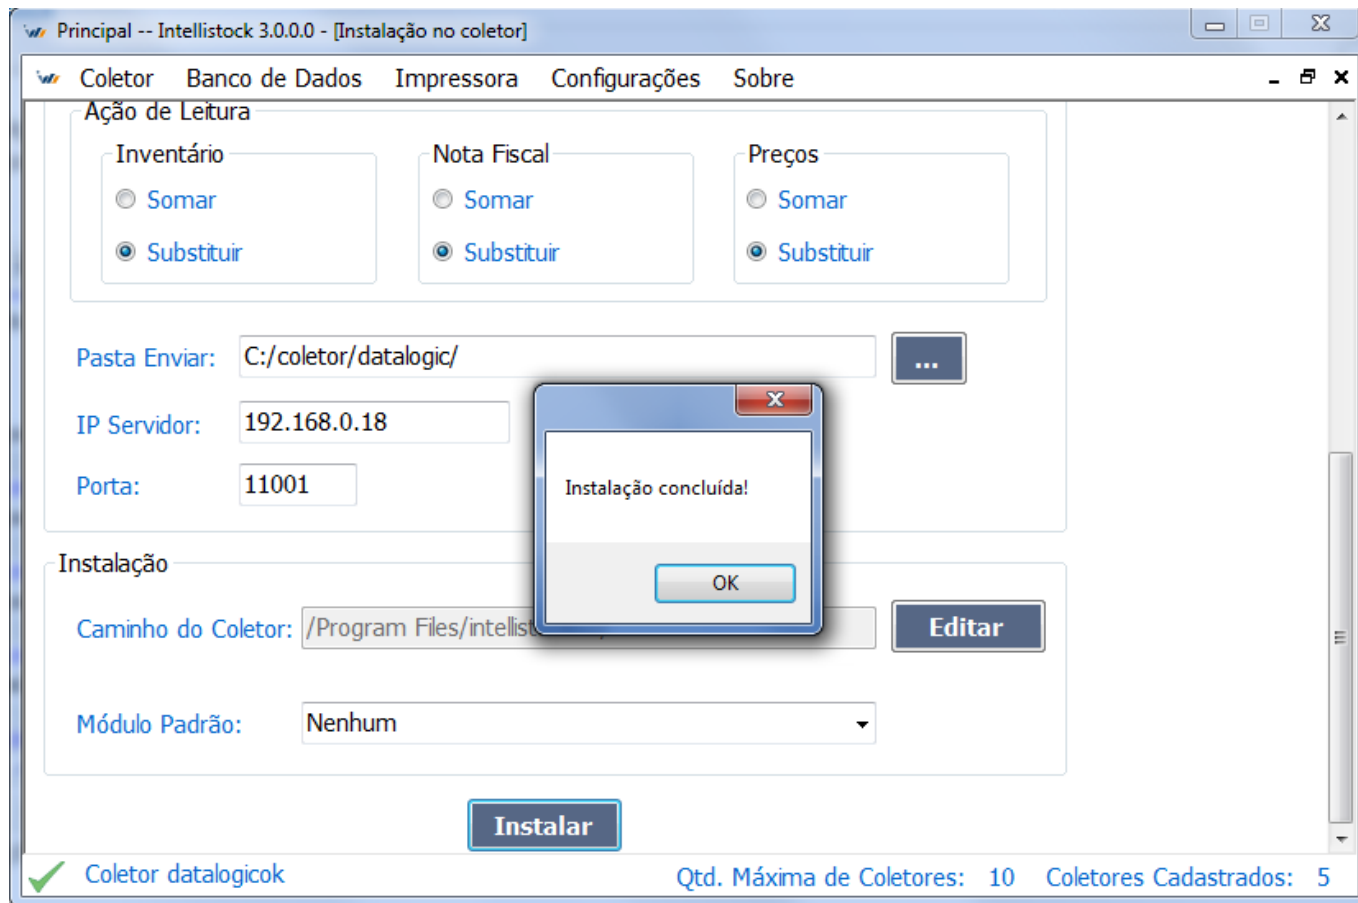 Principal -- Intellistock 3.0.0.0 - [Instalação no coletor]
Coletor Banco de Dados Impressora Configurações Sobre
Ação de Leitura
Inventário Nota Fiscal Preços
Somar Somar Somar
Substituir Substituir Substituir
Pasta Enviar: C:/coletor/datalogic/ ...
IP Servidor: 192.168.0.18
Porta: 11001
Instalação concluída!
OK
Instalação
Caminho do Coletor: /Program Files/ Editar
Módulo Padrão: Nenhum
Instalar
Coletor datalogicok Qtd. Máxima de Coletores: 10 Coletores Cadastrados: 5